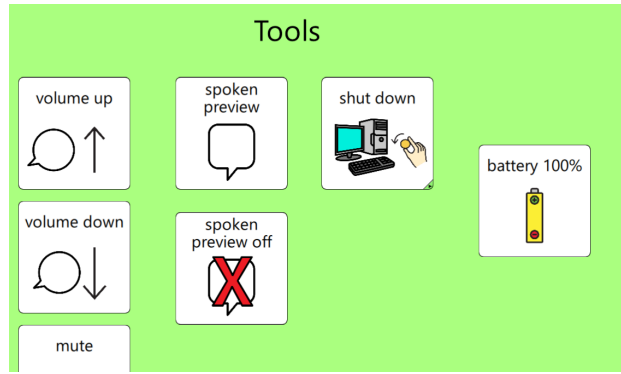 Tools
volume up
spoken
preview
shut down
battery 100%
volume down
spoken
preview off
mute